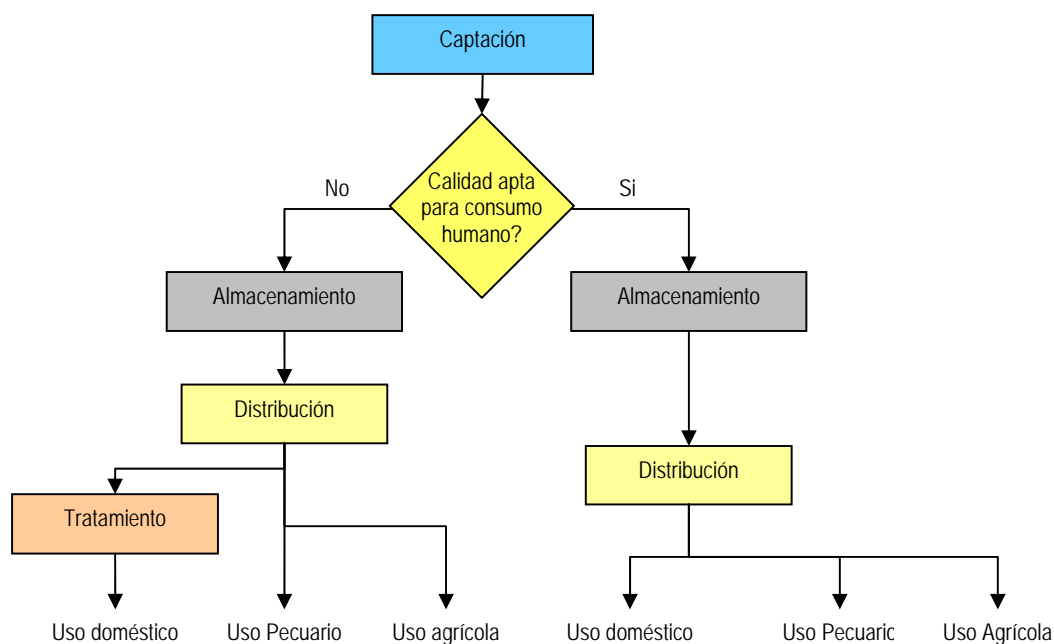 Captación
Calidad apta
para consumo
humano?
No
Si
Almacenamiento
Almacenamiento
Distribución
Distribución
Tratamiento
Uso doméstico
Uso Pecuario
Uso agrícola
Uso doméstico
Uso Pecuaric
Uso Agrícola